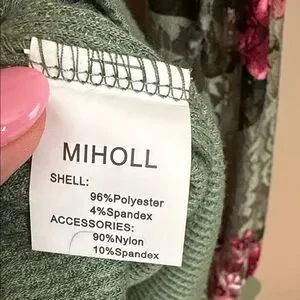 MIHOLL
SHELL:
96%Polyester
4%Spandex
ACCESSORIES:
90%Nylon
10%Spandex